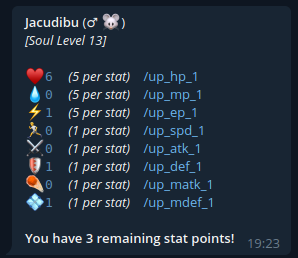 Jacudibu (♂ 🐭)
[Soul Level 13]
❤️6 (5 per stat) /up_hp_1
💧0 (5 per stat) /up_mp_1
⚡1 (5 per stat) /up_ep_1
🏃0 (1 per stat) /up_spd_1
⚔️0 (1 per stat) /up_atk_1
🛡1 (1 per stat) /up_def_1
☄️0 (1 per stat) /up_matk_1
💠1 (1 per stat) /up_mdef_1
You have 3 remaining stat points!
19:23